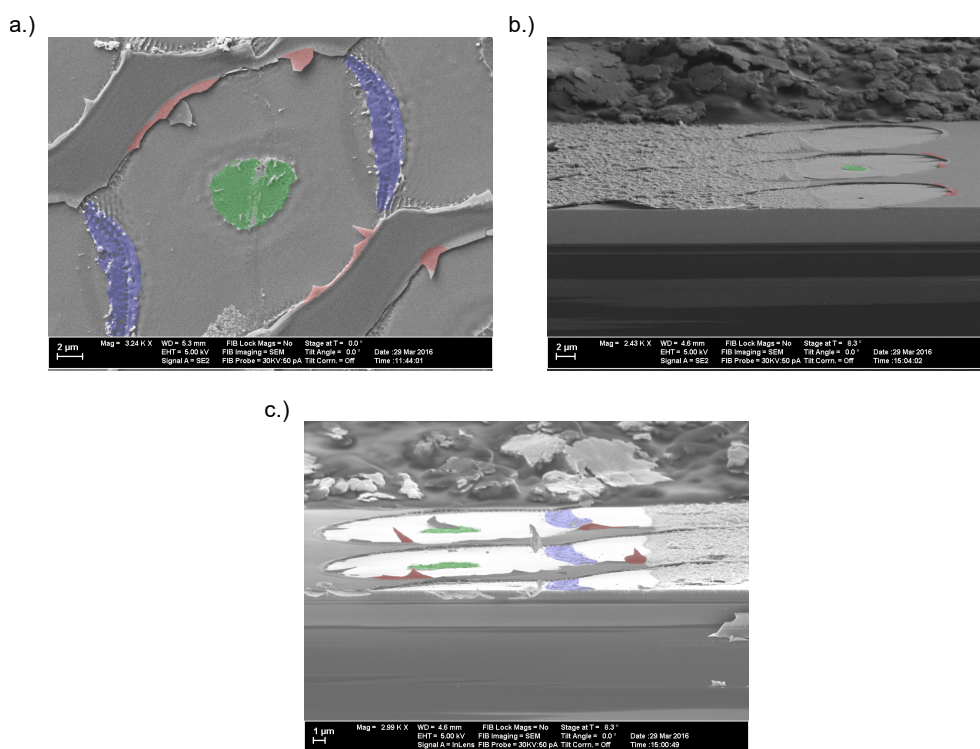 a.)
b.)
2 µm
Mag = 3.24 K X WD = 5.3 mm FIB Lock Mags = No Stage at T = 0.0 °
EHT = 5.00 kV FIB Imaging = SEM Tilt Angle = 0.0° Date :29 Mar 2016
Signal A = SE2 FIB Probe = 30KV:50 pA Tilt Corrn. = Off Time :11:44:01
2 µm
Mag = 2.43 K X WD = 4.6 mm FIB Lock Mags = No Stage at T = 8.3 °
EHT = 5.00 kV FIB Imaging = SEM Tilt Angle = 0.0° Date :29 Mar 2016
Signal A = SE2 FIB Probe = 30KV:50 pA Tilt Corrn. = Off Time :15:04:02
c.)
1 µm
Mag = 2.99 K X WD = 4.6 mm FIB Lock Mags = No Stage at T = 8.3 °
EHT = 5.00 kV FIB Imaging = SEM Tilt Angle = 0.0° Date :29 Mar 2016
Signal A = InLens FIB Probe = 30KV:50 pA Tilt Corrn. = Off Time :15:00:49